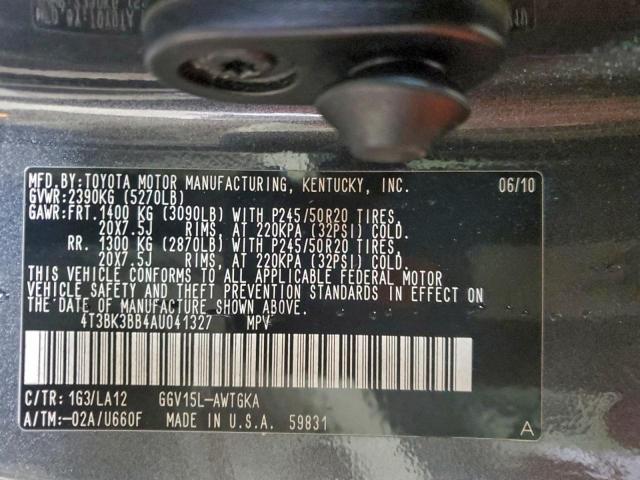 MFD.BY:TOYOTA MOTOR MANUFACTURING, KENTUCKY, INC. 06/10
GVWR:2390KG (5270LB)
GAWR:FRT.1400 KG (3090LB) WITH P245/50R20 TIRES,
20X7.5J RIMS, AT 220KPA (32PSI) COLD.
RR. 1300 KG (2870LB) WITH P245/50R20 TIRES,
20X7.5J RIMS, AT 220KPA (32PSI) COLD.
THIS VEHICLE CONFORMS TO ALL APPLICABLE FEDERAL MOTOR
VEHICLE SAFETY AND THEFT PREVENTION STANDARDS IN EFFECT ON
THE DATE OF MANUFACTURE SHOWN ABOVE.
4T3BK3BB4AU041327 MPV
C/TR:1G3/LA12 GGV15L-AWTGKA
A/TM:-02A/U660F MADE IN U.S.A. 59831 A